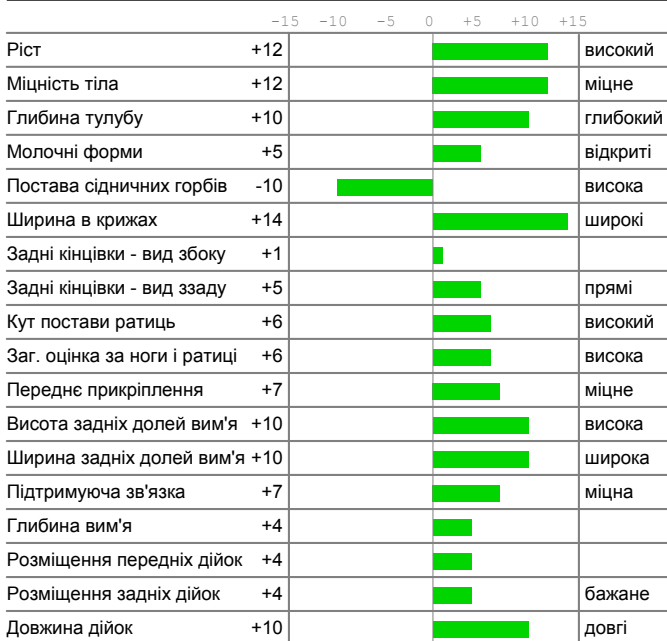 -15 -10 -5 0 +5 +10 +15
Ріст +12 високий
Міцність тіла +12 міцне
Глибина тулубу +10 глибокий
Молочні форми +5 відкриті
Постава сідничних горбів -10 висока
Ширина в крижах +14 широкі
Задні кінцівки - вид збоку +1
Задні кінцівки - вид ззаду +5 прямі
Кут постави ратиць +6 високий
Заг. оцінка за ноги і ратиці +6 висока
Переднє прикріплення +7 міцне
Висота задніх долей вим'я +10 висока
Ширина задніх долей вим'я +10 широка
Підтримуюча зв'язка +7 міцна
Глибина вим'я +4
Розміщення передніх дійок +4
Розміщення задніх дійок +4 бажане
Довжина дійок +10 довгі